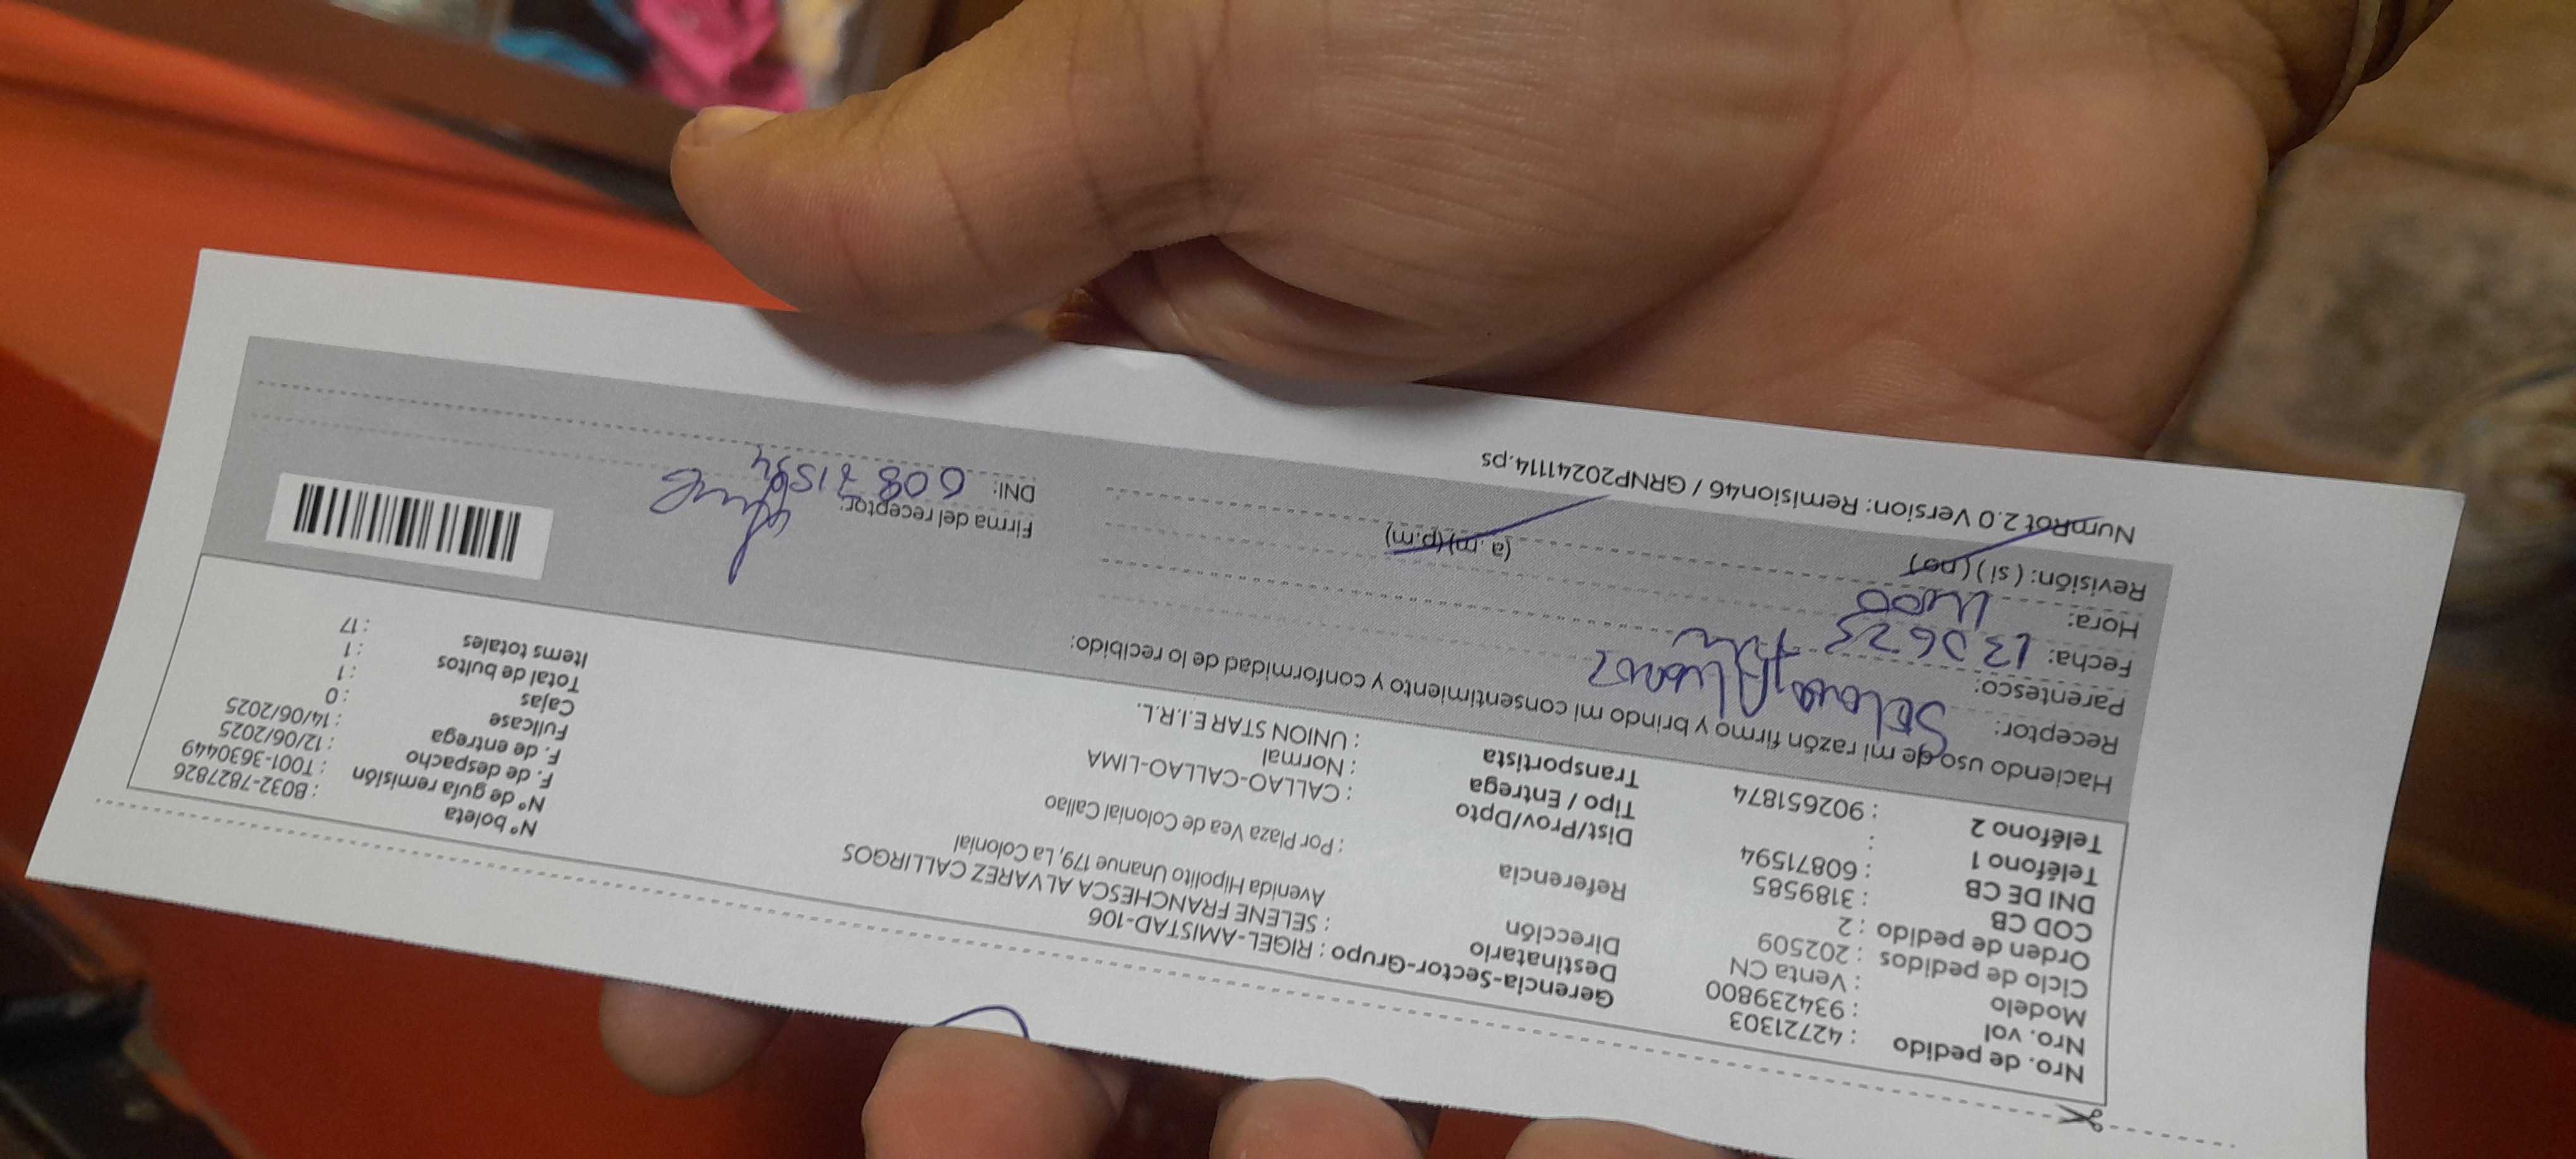 Nro. de pedido : 42721303
Nro. vol : 934239800
Modelo : Venta CN
Ciclo de pedidos : 202509
Orden de pedido : 2
COD CB : 3189585
DNI DE CB : 60871594
Teléfono 1 :
Teléfono 2 : 902651874
Gerencia-Sector-Grupo : RIGEL-AMISTAD-106
Destinatario : SELENE FRANCHESCA ALVAREZ CALLIRGOS
Dirección Avenida Hipolito Unanue 179, La Colonial
Referencia : Por Plaza Vea de Colonial Callao
Dist/Prov/Dpto : CALLAO-CALLAO-LIMA
Tipo / Entrega : Normal
Transportista : UNION STAR E.I.R.L.
Nº boleta : B032-7827826
Nº de guía remisión : T001-3630449
F. de despacho : 12/06/2025
F. de entrega : 14/06/2025
Fullcase : 0
Cajas : 1
Total de bultos : 1
Items totales : 17
Haciendo uso de mi razón firmo y brindo mi consentimiento y conformidad de lo recibido:
Receptor: Alvarez
Parentesco:
Fecha: 13 06 25
Hora:
Revisión: (si) (no) (a.m) (p.m)
Firma del receptor:
DNI: 60871594
NumRot 2.0 Version: Remision46 / GRNP20241114.ps